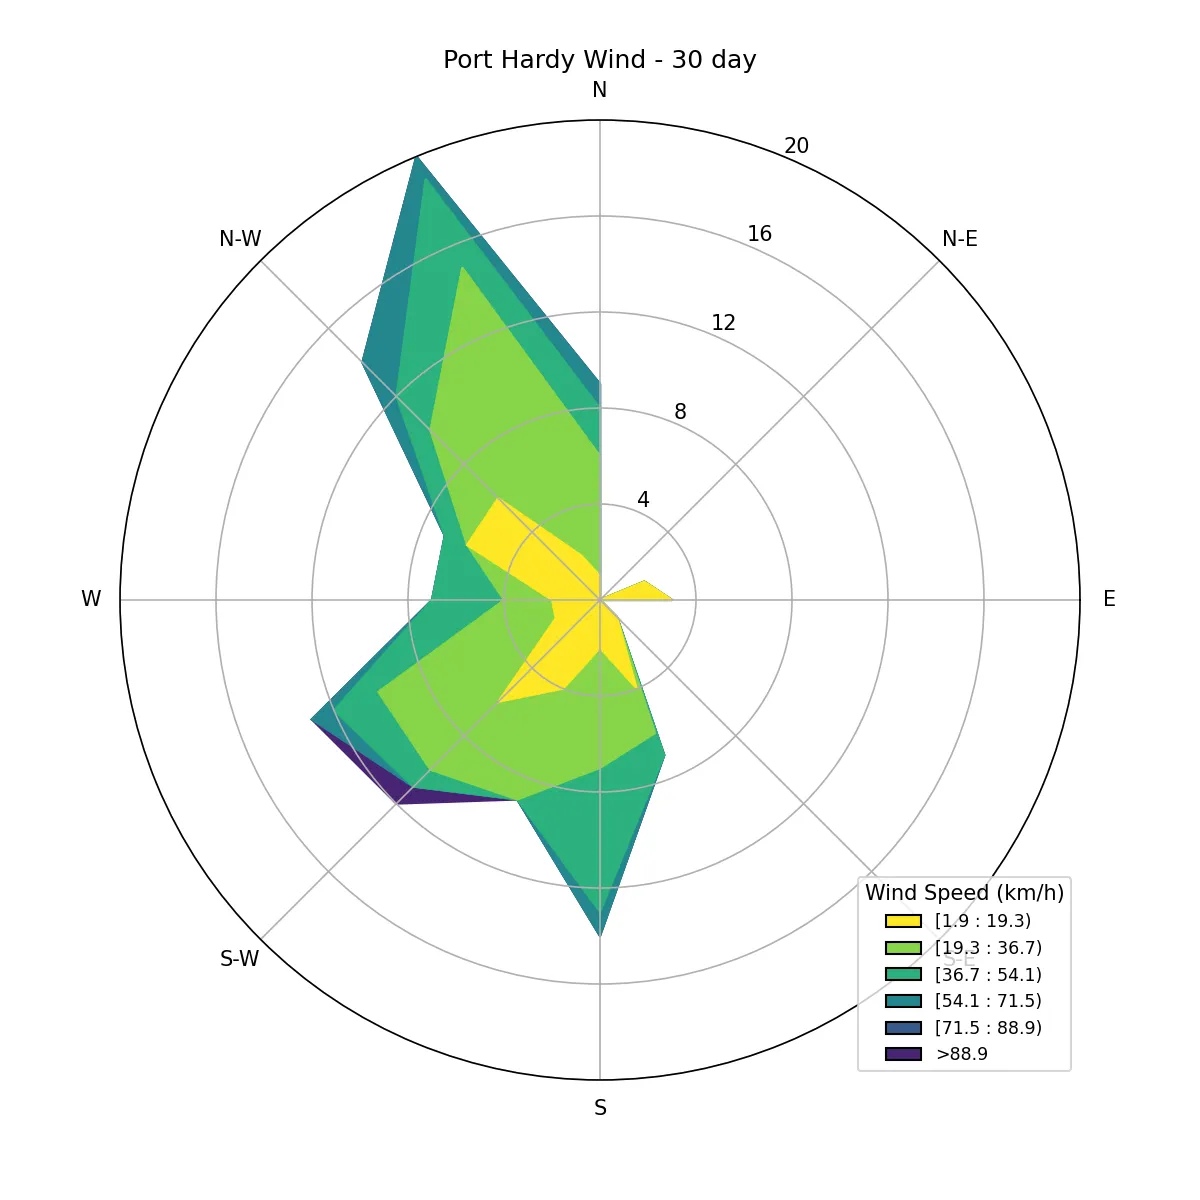 Port Hardy Wind - 30 day
N
20
N-W
16
N-E
12
8
4
W
E
Wind Speed (km/h)
[1.9 : 19.3)
[19.3 : 36.7)
S-W
S-E
[36.7 : 54.1)
[54.1 : 71.5)
[71.5 : 88.9)
>88.9
S